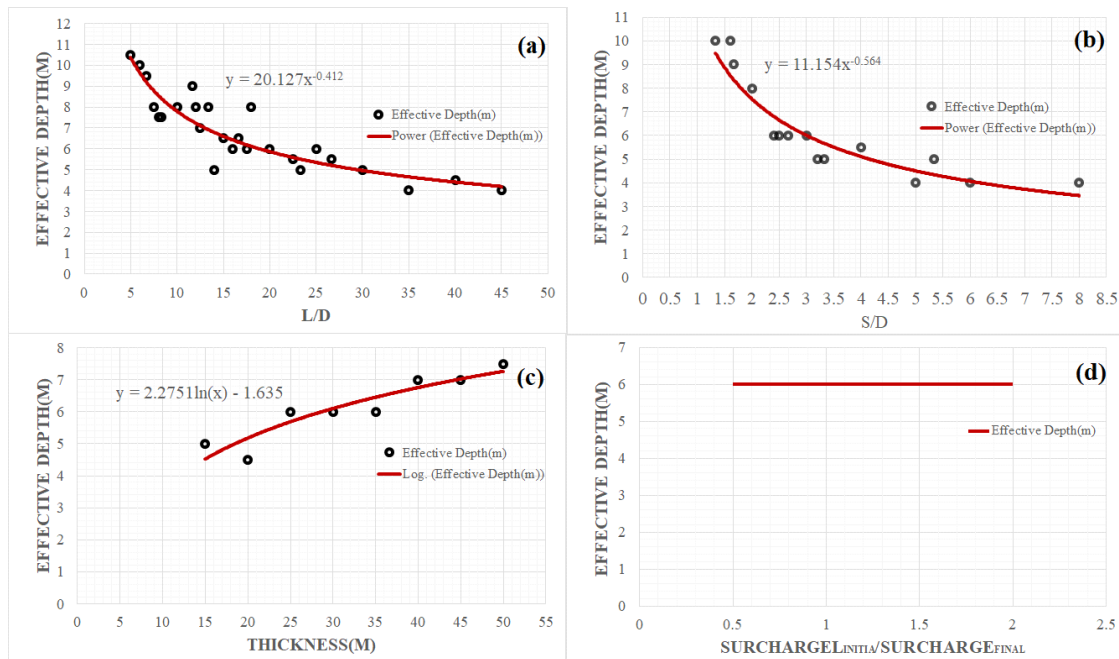 (a)
y = 20.127x^-0.412
Effective Depth(m)
Power (Effective Depth(m))
EFFECTIVE DEPTH(M)
12
11
10
9
8
7
6
5
4
3
2
1
0
0 5 10 15 20 25 30 35 40 45 50
L/D
(b)
y = 11.154x^-0.564
Effective Depth(m)
Power (Effective Depth(m))
EFFECTIVE DEPTH(M)
11
10
9
8
7
6
5
4
3
2
1
0
0 0.5 1 1.5 2 2.5 3 3.5 4 4.5 5 5.5 6 6.5 7 7.5 8 8.5
S/D
(c)
y = 2.2751ln(x) - 1.635
Effective Depth(m)
Log. (Effective Depth(m))
EFFECTIVE DEPTH(M)
8
7
6
5
4
3
2
1
0
0 5 10 15 20 25 30 35 40 45 50 55
THICKNESS(M)
(d)
Effective Depth(m)
EFFECTIVE DEPTH(M)
7
6
5
4
3
2
1
0
0 0.5 1 1.5 2 2.5
SURCHARGELINITIA/SURCHARGEFINAL